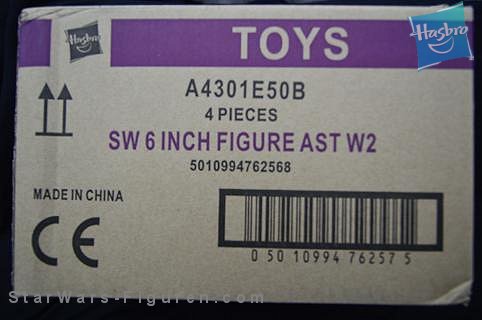 Hasbro
Hasbro
TOYS
A4301E50B
4 PIECES
SW 6 INCH FIGURE AST W2
5010994762568
MADE IN CHINA
CE
0 50 10994 76257 5
StarWars-Figuren.com